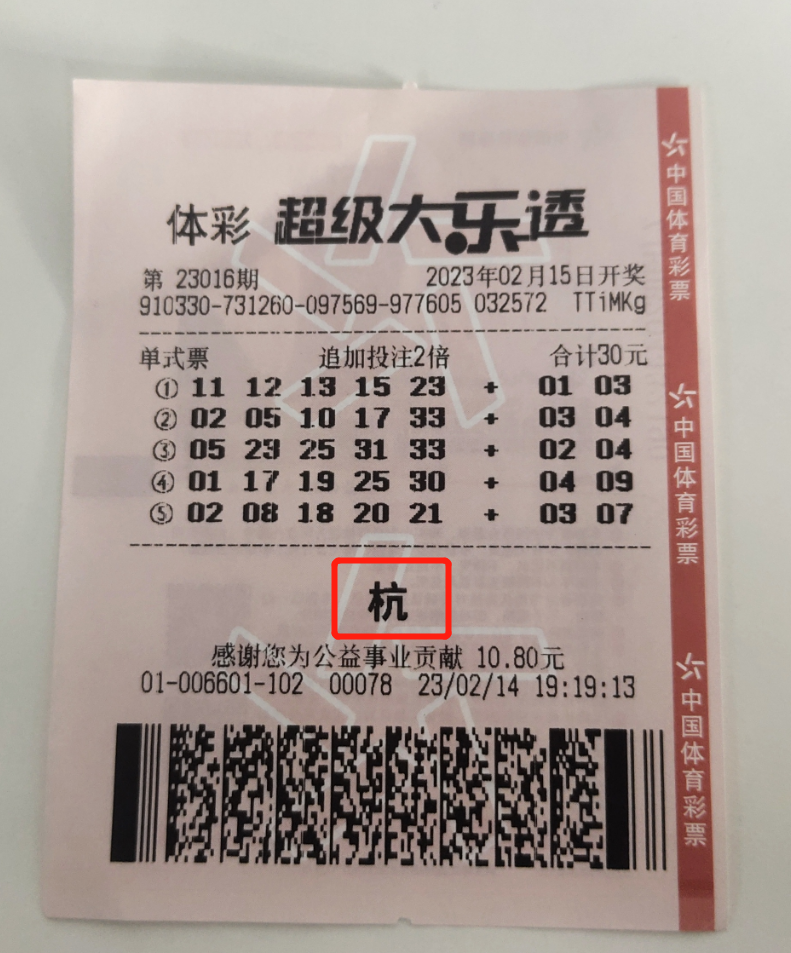 体彩 超级大乐透
第 23016期 2023年02月15日开奖
910330-731260-097569-977605 032572 TTiMKg
单式票 追加投注2倍 合计30元
① 11 12 13 15 23 + 01 03
② 02 05 10 17 33 + 03 04
③ 05 23 25 31 33 + 02 04
④ 01 17 19 25 30 + 04 09
⑤ 02 08 18 20 21 + 03 07
杭
感谢您为公益事业贡献 10.80元
01-006601-102 00078 23/02/14 19:19:13
中国体育彩票
中国体育彩票
中国体育彩票